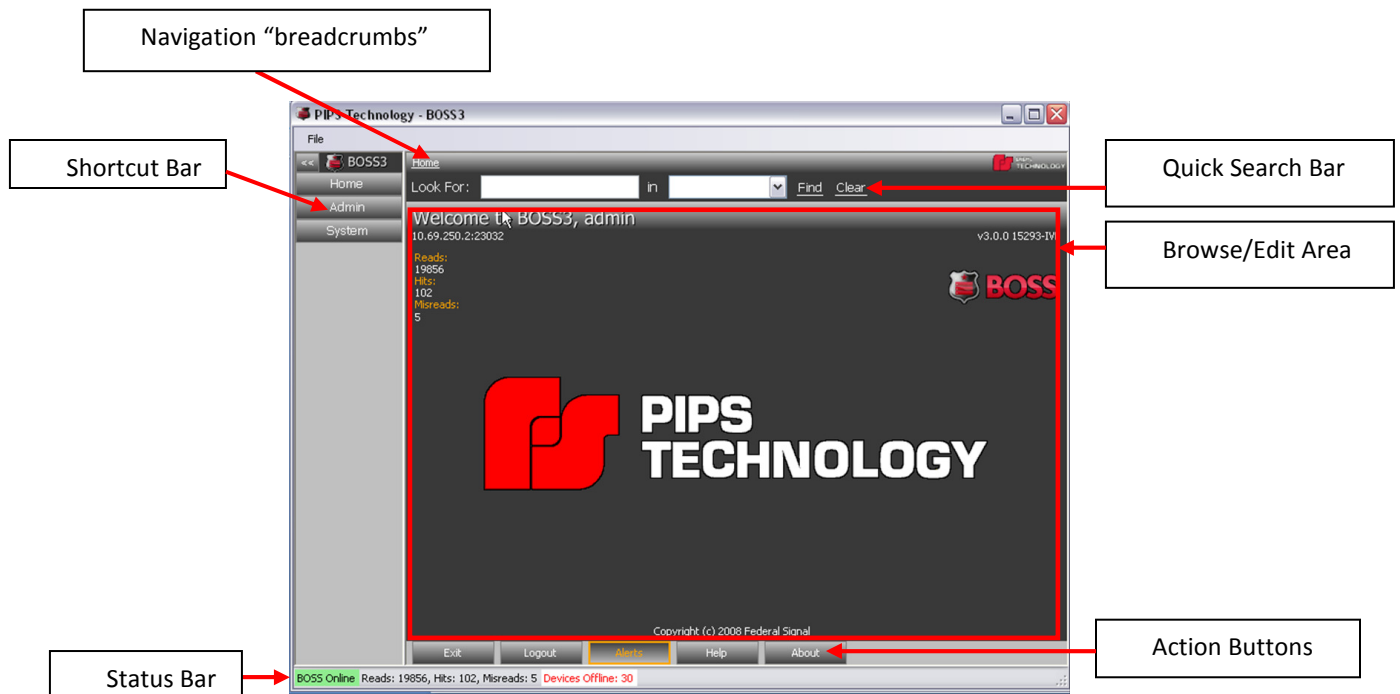 Navigation “breadcrumbs”
PIPS Technology - BOSS3
File
Shortcut Bar
<< BOSS3
Home
TECHNOLOGY
Quick Search Bar
Home
Look For:
in
Find Clear
Admin
System
Welcome to BOSS3, admin
10.69.250.2:23032
v3.0.0 15293-IV
Browse/Edit Area
Reads:
19856
Hits:
102
Misreads:
5
BOSS
PIPS
TECHNOLOGY
Copyright (c) 2008 Federal Signal
Exit
Logout
Alerts
Help
About
Action Buttons
Status Bar
BOSS Online Reads: 19856, Hits: 102, Misreads: 5 Devices Offline: 30